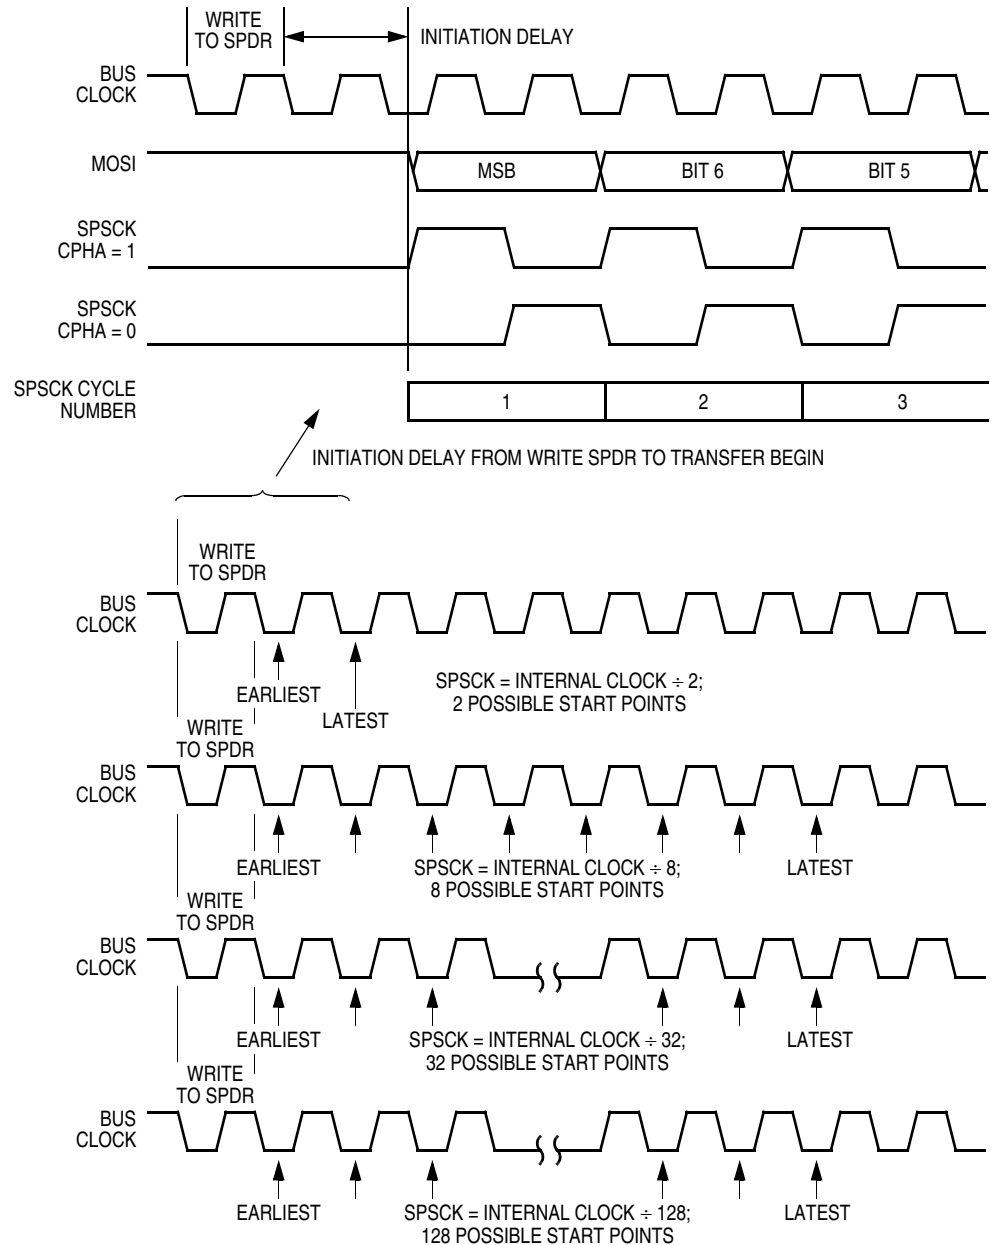 WRITE
TO SPDR
INITIATION DELAY
BUS
CLOCK
MOSI
MSB
BIT 6
BIT 5
SPSCK
CPHA = 1
SPSCK
CPHA = 0
SPSCK CYCLE
NUMBER
1
2
3
INITIATION DELAY FROM WRITE SPDR TO TRANSFER BEGIN
WRITE
TO SPDR
BUS
CLOCK
EARLIEST
LATEST
SPSCK = INTERNAL CLOCK ÷ 2;
2 POSSIBLE START POINTS
WRITE
TO SPDR
BUS
CLOCK
EARLIEST
SPSCK = INTERNAL CLOCK ÷ 8;
8 POSSIBLE START POINTS
LATEST
WRITE
TO SPDR
BUS
CLOCK
EARLIEST
SPSCK = INTERNAL CLOCK ÷ 32;
32 POSSIBLE START POINTS
LATEST
WRITE
TO SPDR
BUS
CLOCK
EARLIEST
SPSCK = INTERNAL CLOCK ÷ 128;
128 POSSIBLE START POINTS
LATEST